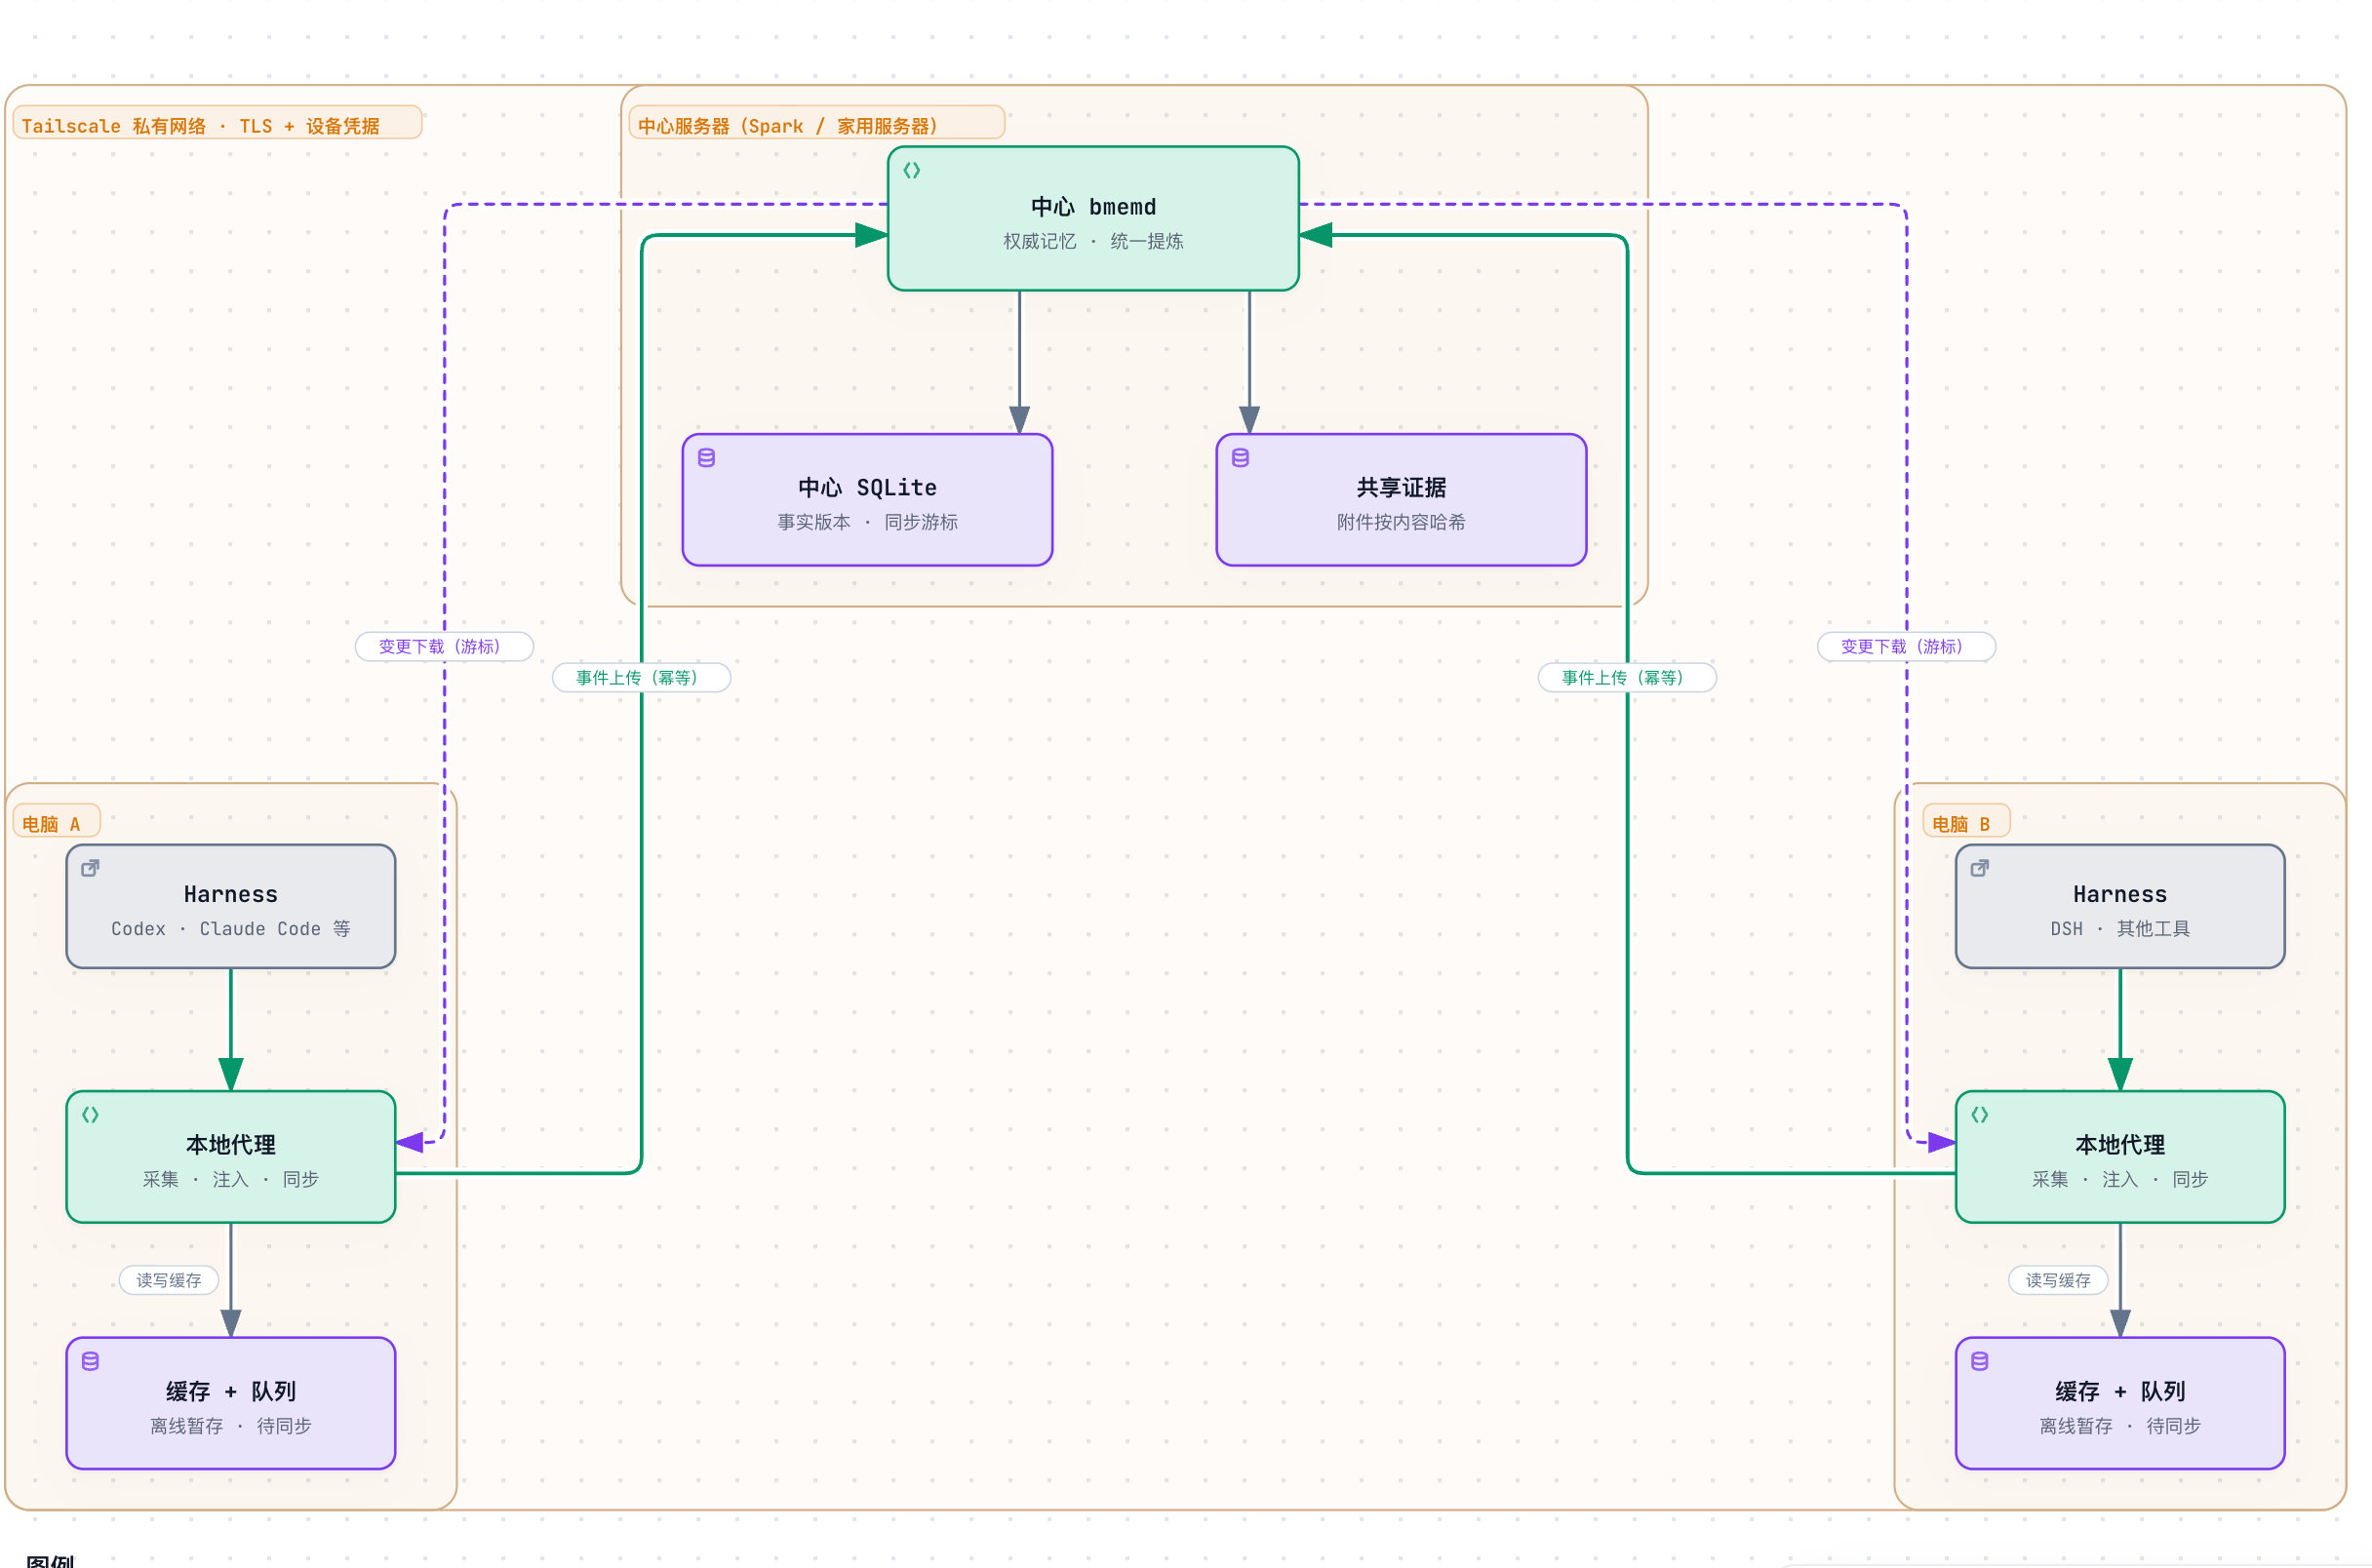 Tailscale 私有网络 · TLS + 设备凭据
中心服务器（Spark / 家用服务器）
中心 bmemd
权威记忆 · 统一提炼
中心 SQLite
事实版本 · 同步游标
共享证据
附件按内容哈希
变更下载（游标）
事件上传（幂等）
事件上传（幂等）
变更下载（游标）
电脑 A
Harness
Codex · Claude Code 等
本地代理
采集 · 注入 · 同步
读写缓存
缓存 + 队列
离线暂存 · 待同步
电脑 B
Harness
DSH · 其他工具
本地代理
采集 · 注入 · 同步
读写缓存
缓存 + 队列
离线暂存 · 待同步
图例